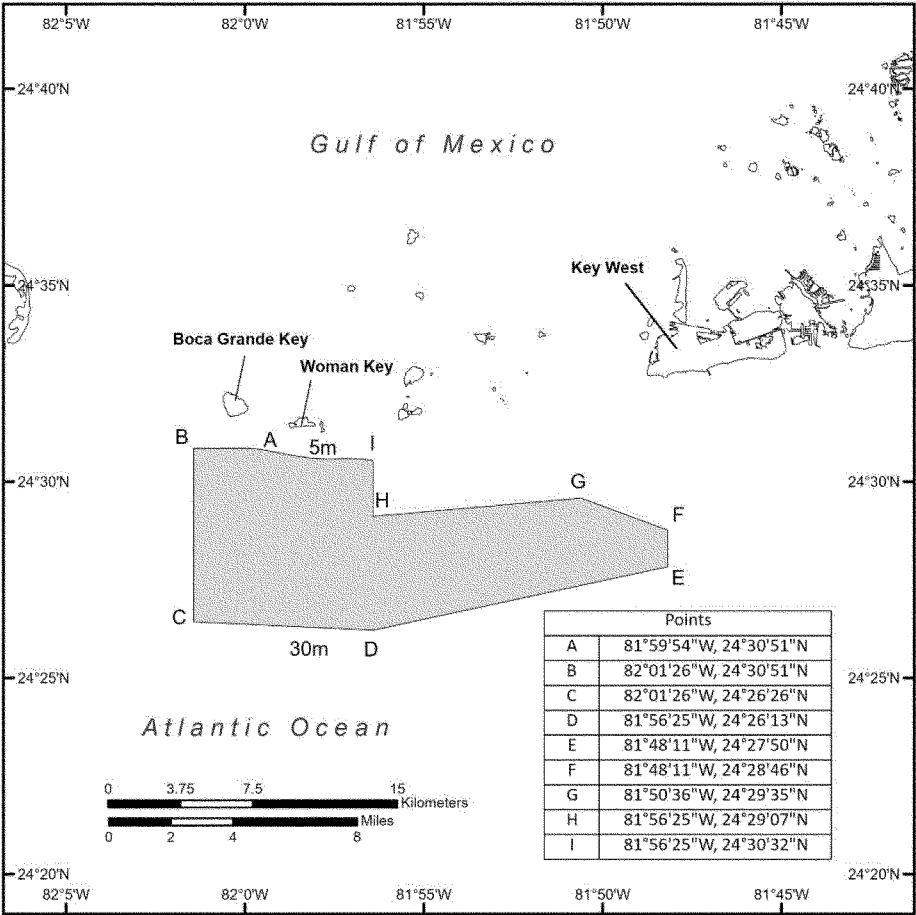 82°5'W 82°0'W 81°55'W 81°50'W 81°45'W
24°40'N 24°40'N
Gulf of Mexico
Key West
24°35'N 24°35'N
Boca Grande Key
Woman Key
B A 5m I
24°30'N 24°30'N
G
H
F
E
C
30m D
Points
A 81°59'54"W, 24°30'51"N
B 82°01'26"W, 24°30'51"N
C 82°01'26"W, 24°26'26"N
D 81°56'25"W, 24°26'13"N
E 81°48'11"W, 24°27'50"N
F 81°48'11"W, 24°28'46"N
G 81°50'36"W, 24°29'35"N
H 81°56'25"W, 24°29'07"N
I 81°56'25"W, 24°30'32"N
24°25'N 24°25'N
Atlantic Ocean
0 3.75 7.5 15
Kilometers
Miles
0 2 4 8
24°20'N 24°20'N
82°5'W 82°0'W 81°55'W 81°50'W 81°45'W